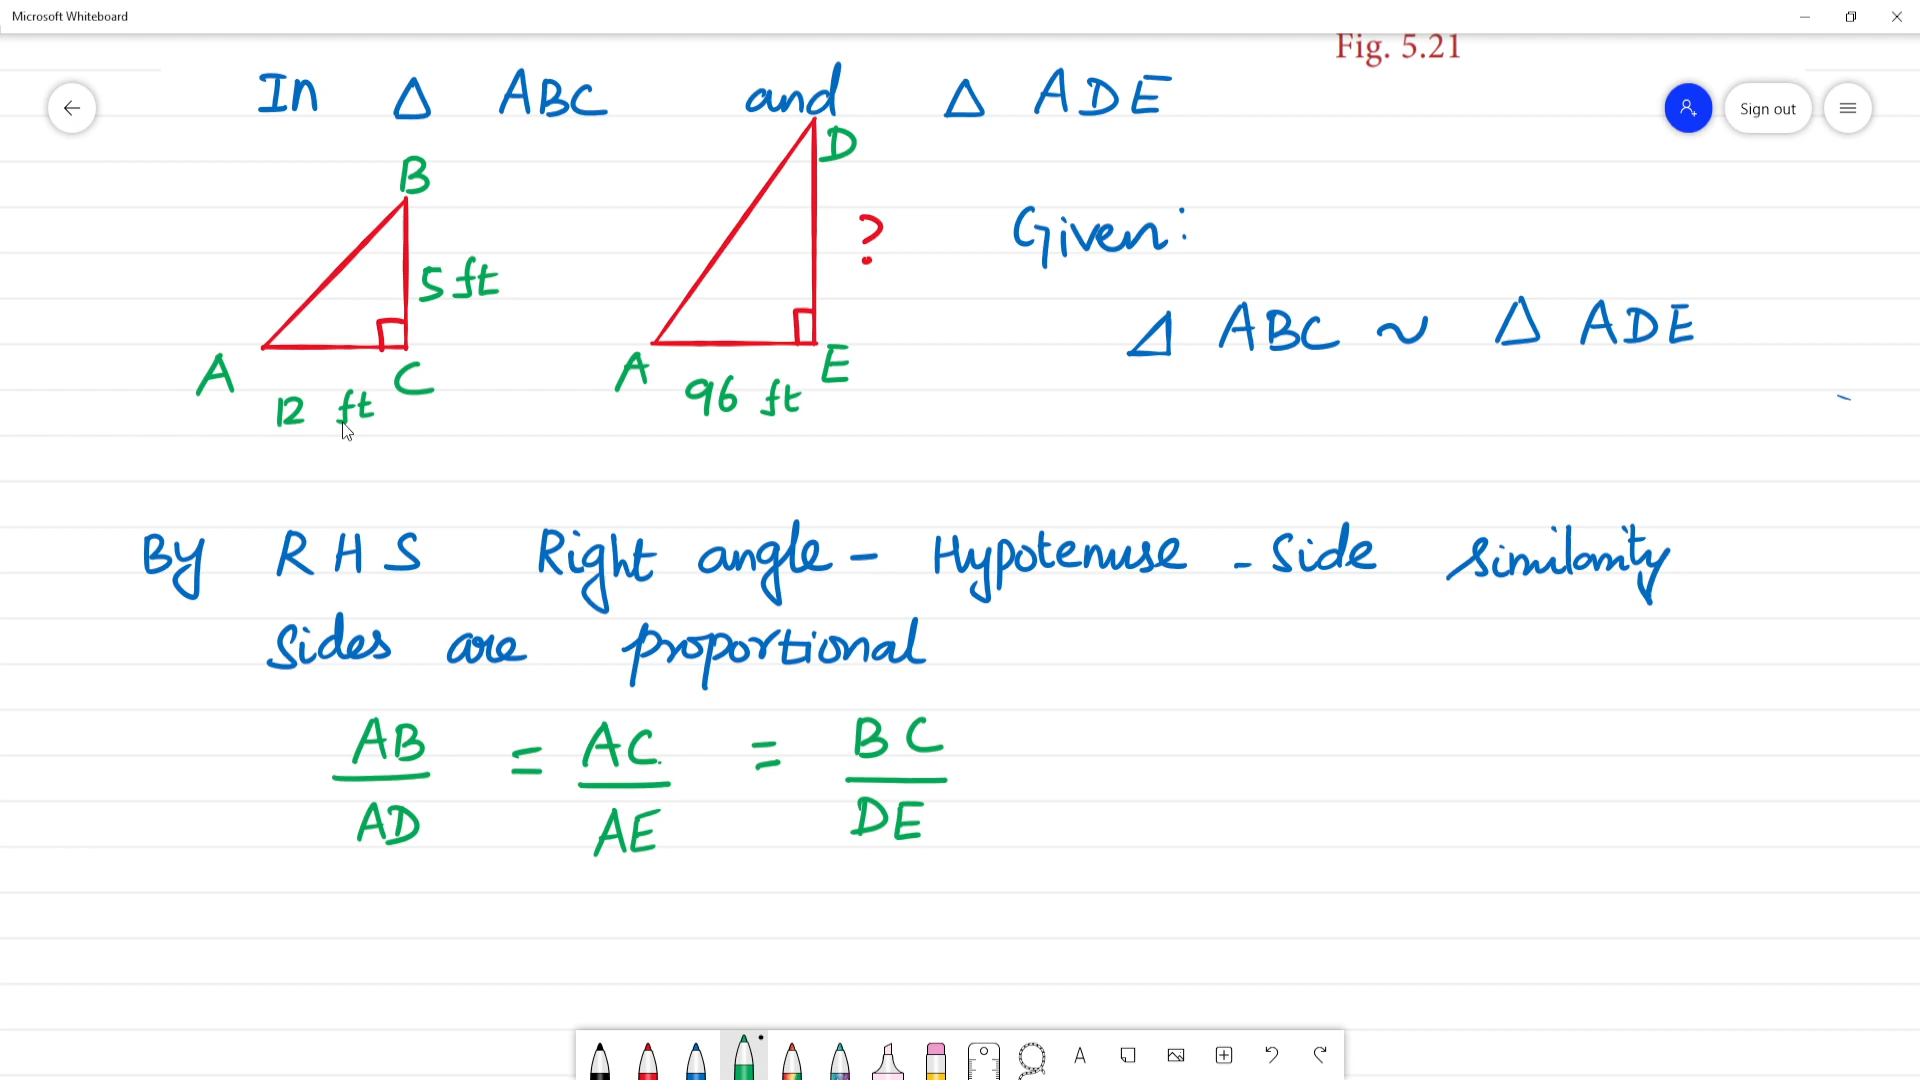 Microsoft Whiteboard
Fig. 5.21
In Δ ABC and Δ ADE
Sign out
B
D
5 ft
?
Given:
Δ ABC ~ Δ ADE
A
C
12 ft
A
E
96 ft
By R H S Right angle - Hypotenuse - Side similarity
Sides are proportional
AB/AD = AC/AE = BC/DE
A